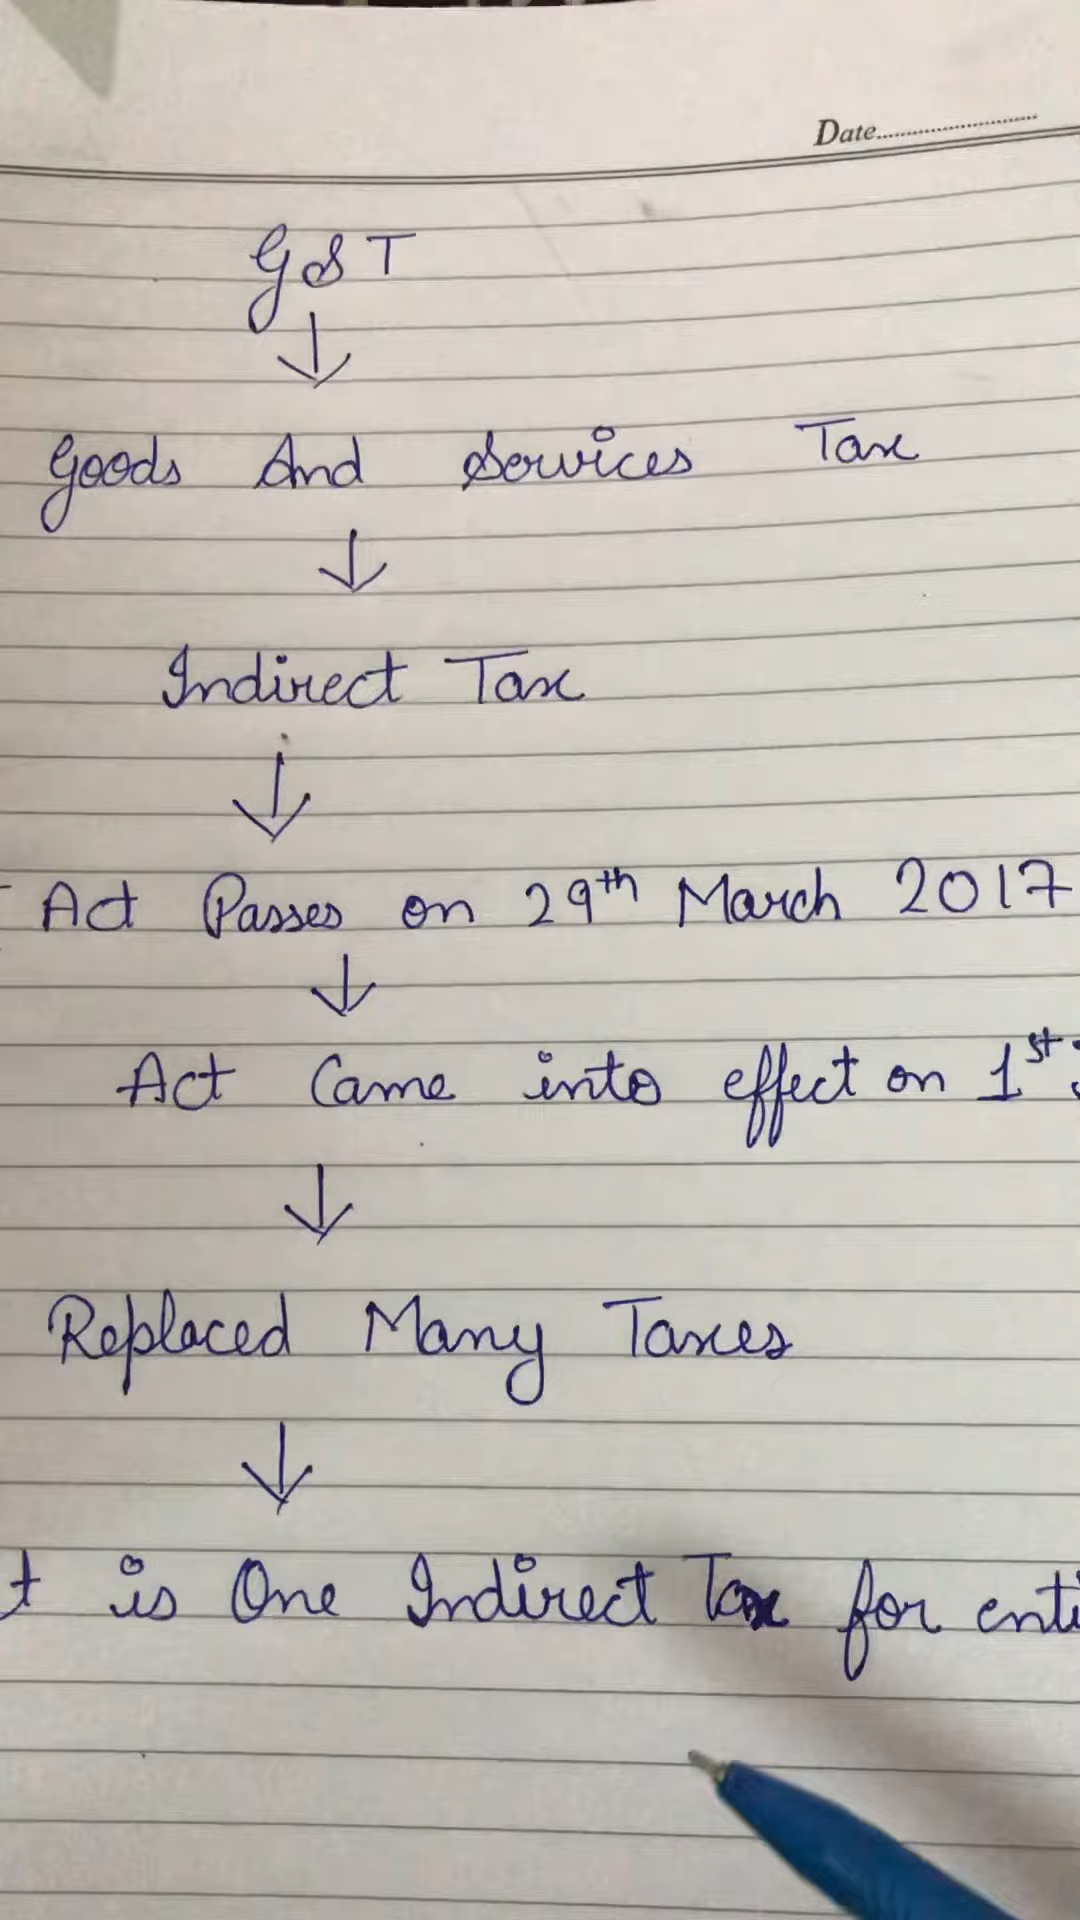 Date
GST
Goods And Services Tax
Indirect Tax
Act Passes on 29th March 2017
Act Came into effect on 1st
Replaced Many Taxes
is One Indirect Tax for